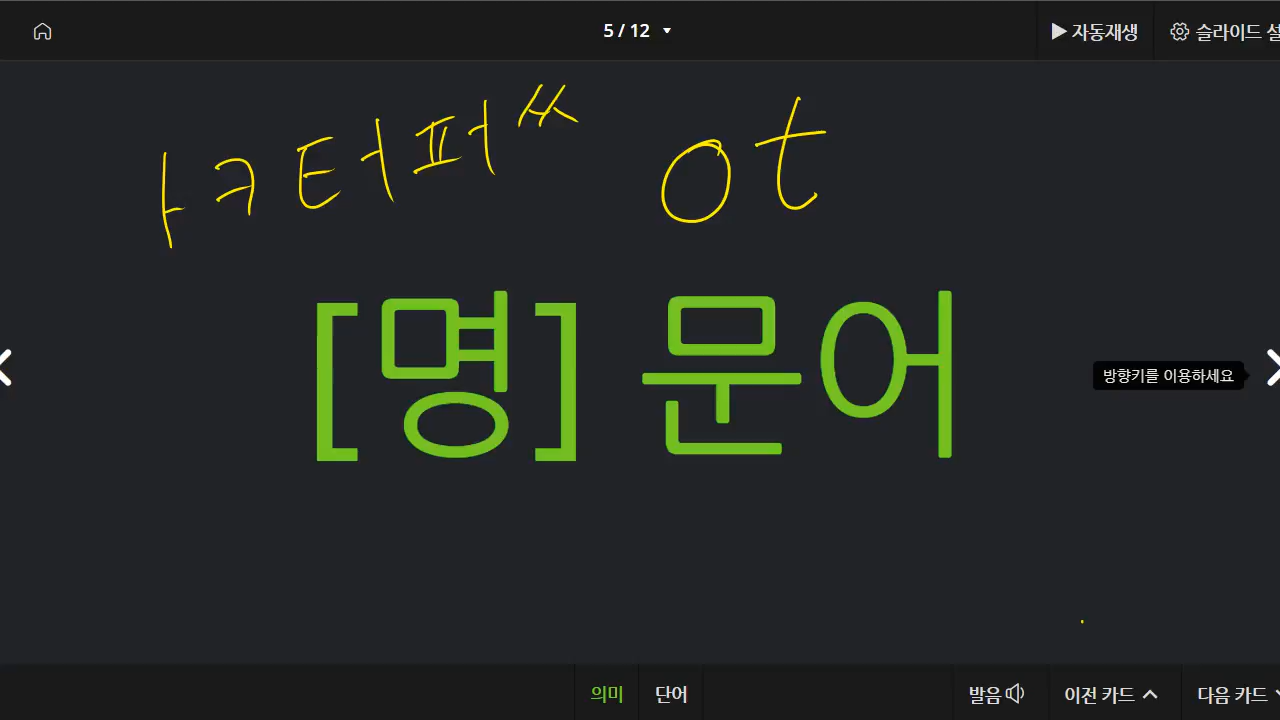 5 / 12
자동재생
슬라이드 설
ㅏㅋㅌㅓㅍㅓㅆ ot
[명] 문어
방향키를 이용하세요
의미 단어 발음 이전 카드 다음 카드